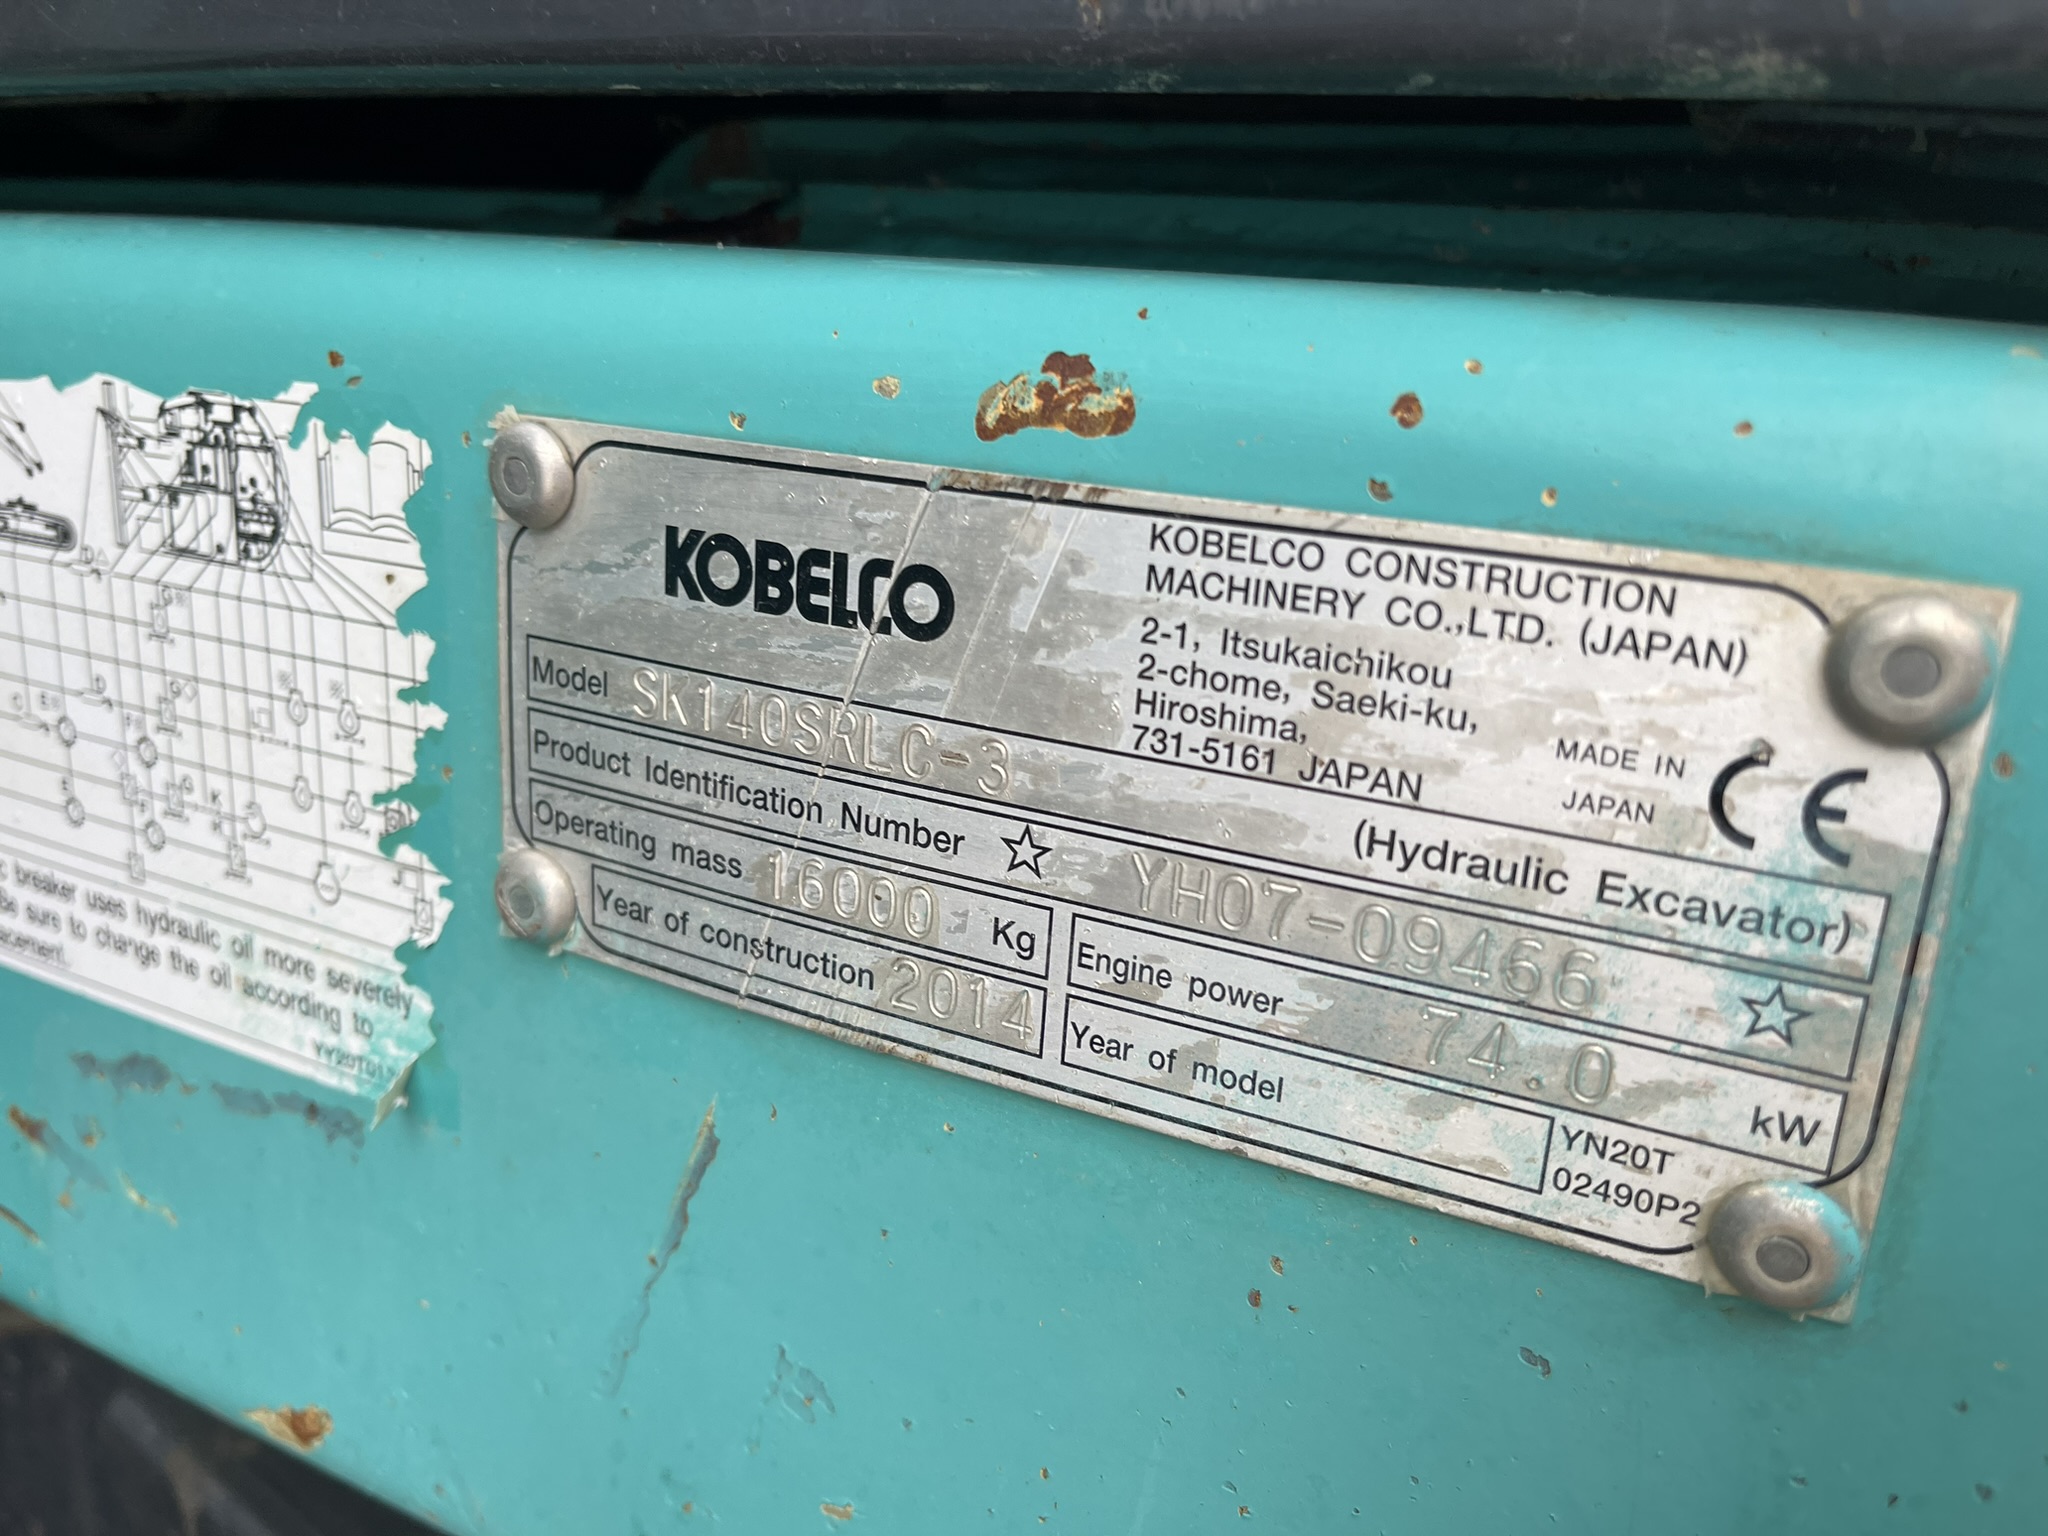 KOBELCO
KOBELCO CONSTRUCTION
MACHINERY CO.,LTD. (JAPAN)
2-1, Itsukaichikou
2-chome, Saeki-ku,
Hiroshima,
731-5161 JAPAN
MADE IN
JAPAN
CE
Model SK140SRLC-3 (Hydraulic Excavator)
Product Identification Number ☆ YH07-09466 ☆
Operating mass 16000 Kg
Engine power 74.0 kW
Year of construction 2014
Year of model
YN20T
02490P2
breaker uses hydraulic oil more severely
Be sure to change the oil according to